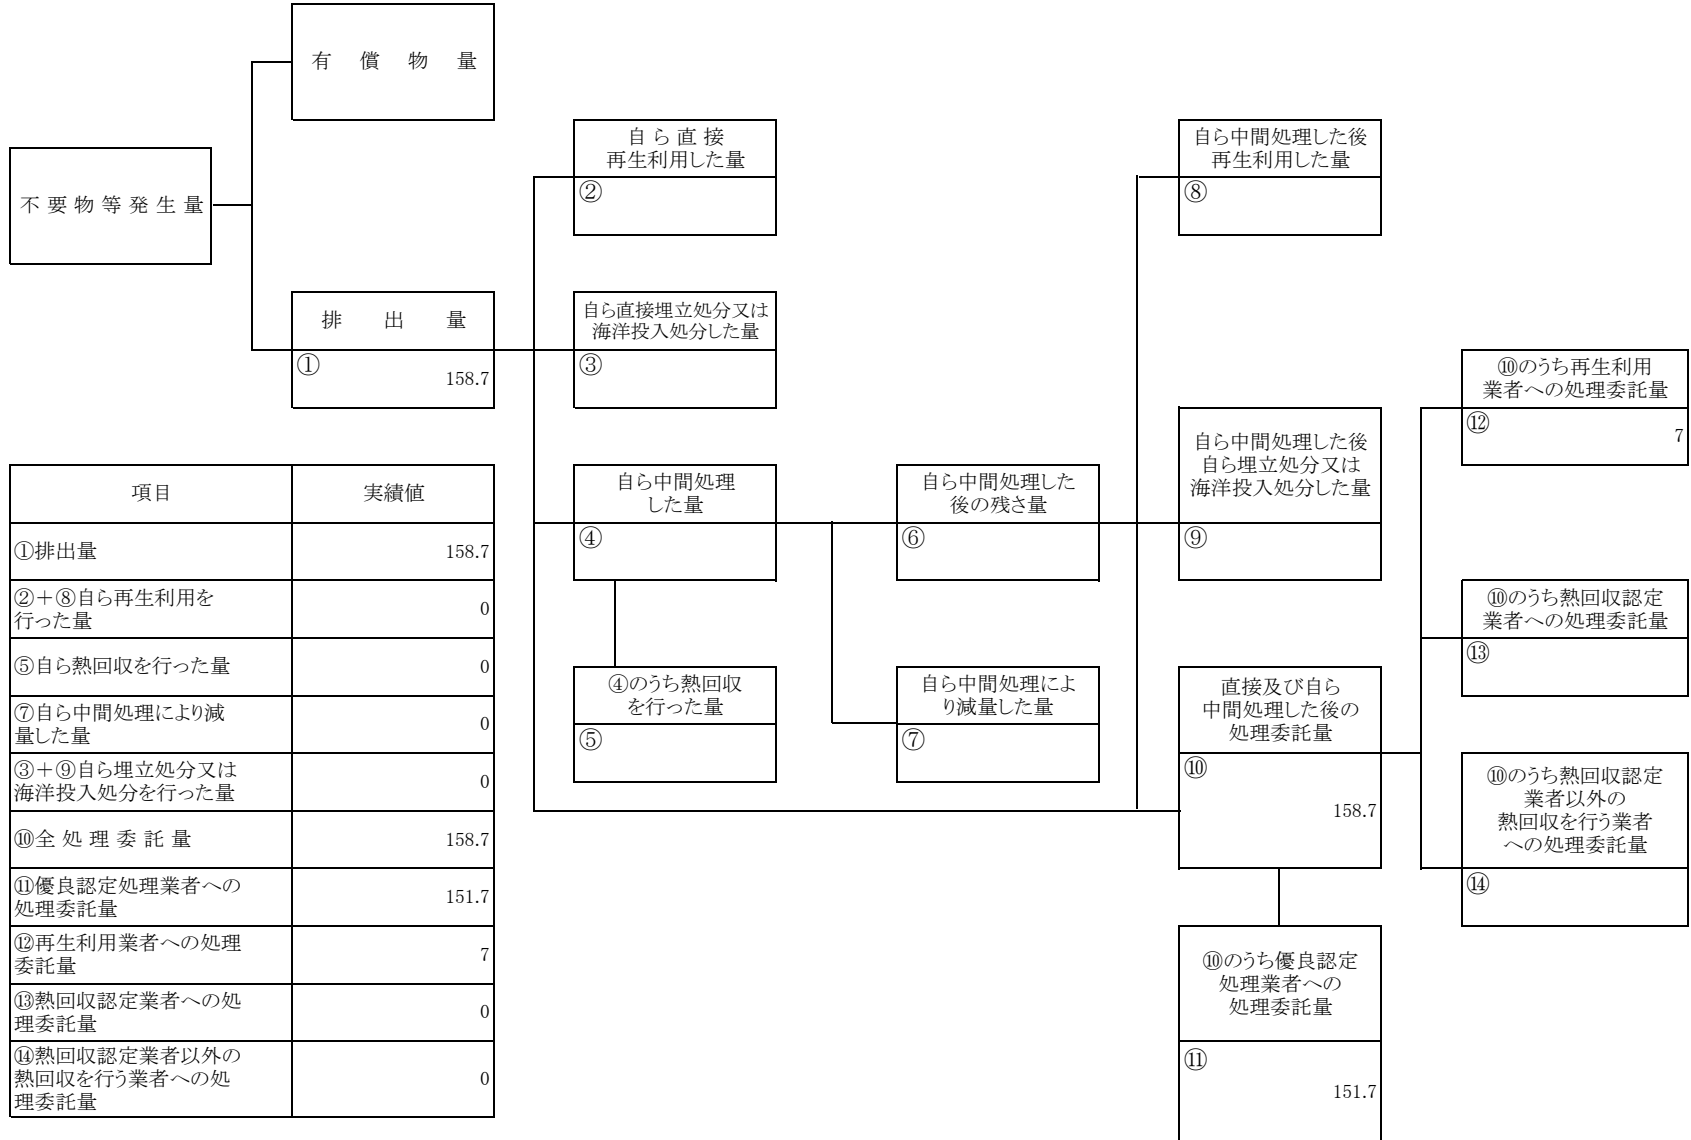 有 償 物 量
不 要 物 等 発 生 量
排 出 量
①
158.7
自 ら 直 接
再生利用した量
②
自ら直接埋立処分又は
海洋投入処分した量
③
自ら中間処理
した量
④
④のうち熱回収
を行った量
⑤
自ら中間処理した
後の残さ量
⑥
自ら中間処理によ
り減量した量
⑦
自ら中間処理した後
再生利用した量
⑧
自ら中間処理した後
自ら埋立処分又は
海洋投入処分した量
⑨
直接及び自ら
中間処理した後の
処理委託量
⑩
158.7
⑩のうち優良認定
処理業者への
処理委託量
⑪
151.7
⑩のうち再生利用
業者への処理委託量
⑫
7
⑩のうち熱回収認定
業者への処理委託量
⑬
⑩のうち熱回収認定
業者以外の
熱回収を行う業者
への処理委託量
⑭
項目 実績値
①排出量 158.7
②＋⑧自ら再生利用を
行った量 0
⑤自ら熱回収を行った量 0
⑦自ら中間処理により減
量した量 0
③＋⑨自ら埋立処分又は
海洋投入処分を行った量 0
⑩全 処 理 委 託 量 158.7
⑪優良認定処理業者への
処理委託量 151.7
⑫再生利用業者への処理
委託量 7
⑬熱回収認定業者への処
理委託量 0
⑭熱回収認定業者以外の
熱回収を行う業者への処
理委託量 0